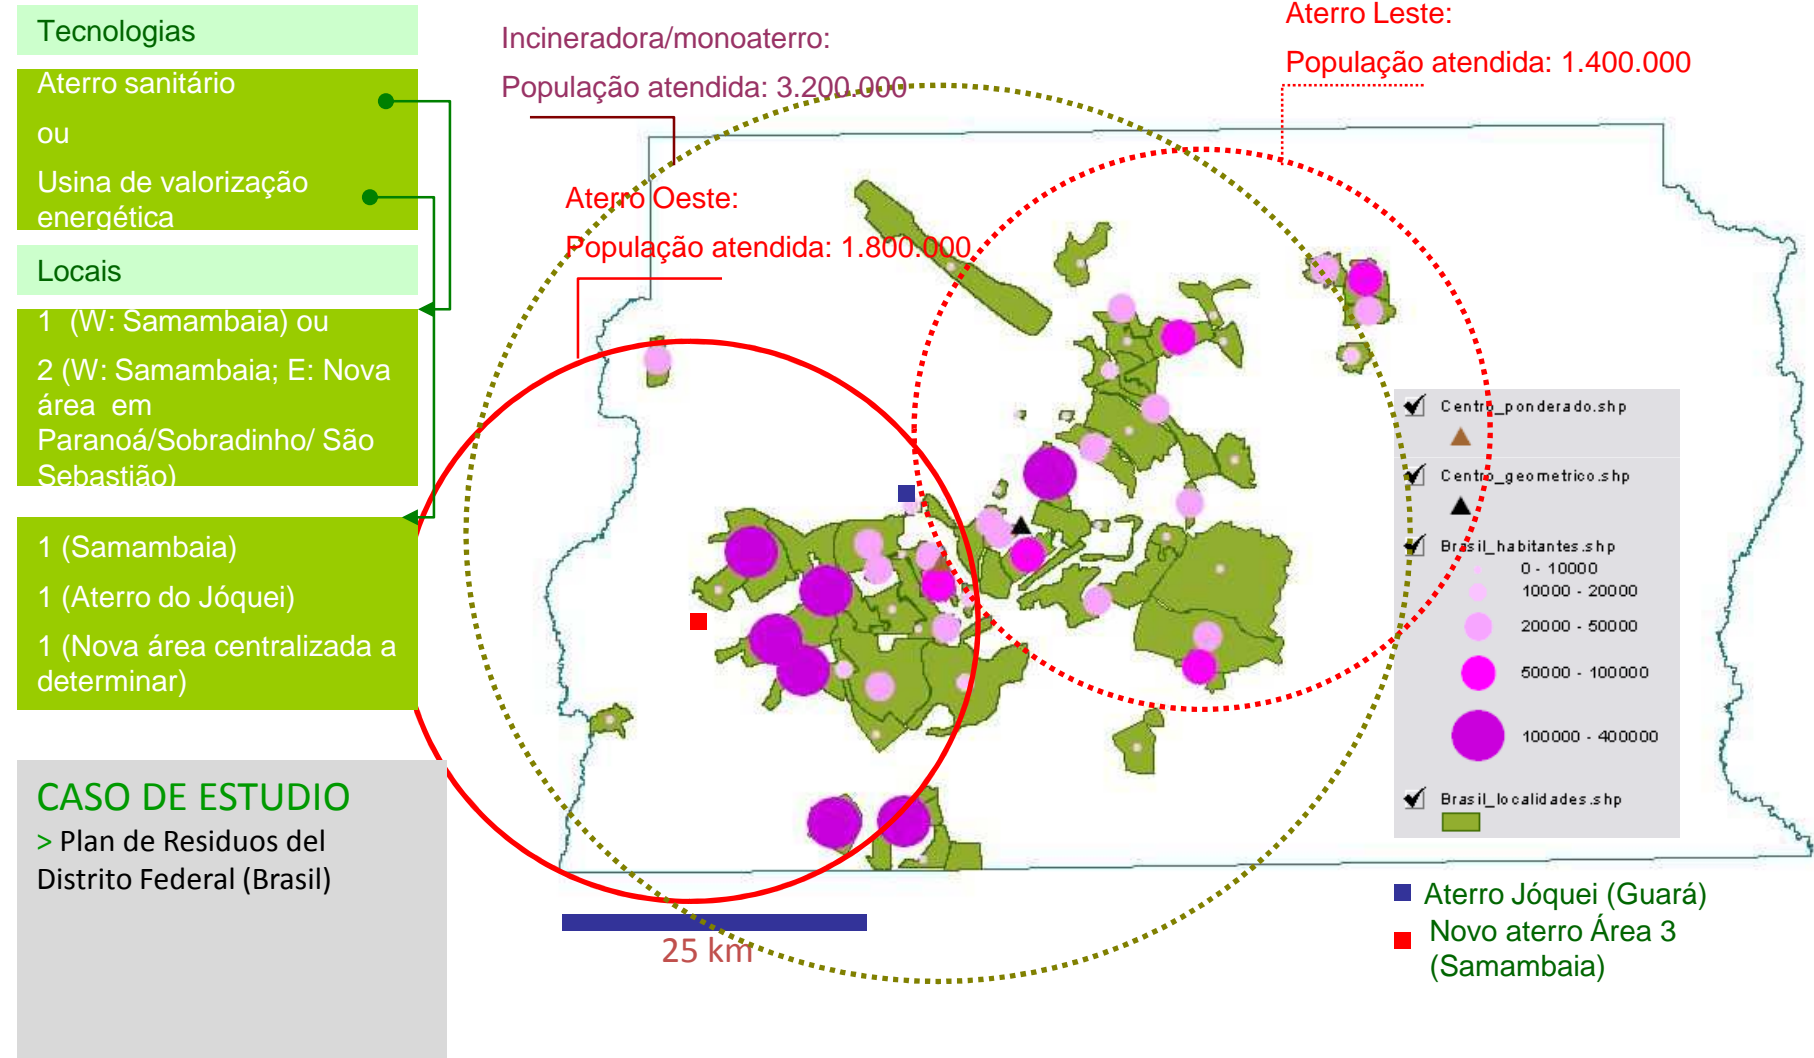 Tecnologias
Aterro sanitário
ou
Usina de valorização
energética
Locais
1 (W: Samambaia) ou
2 (W: Samambaia; E: Nova
área em
Paranoá/Sobradinho/ São
Sebastião)
1 (Samambaia)
1 (Aterro do Jóquei)
1 (Nova área centralizada a
determinar)
CASO DE ESTUDIO
> Plan de Residuos del
Distrito Federal (Brasil)
Incineradora/monoaterro:
População atendida: 3.200.000
Aterro Leste:
População atendida: 1.400.000
Aterro Oeste:
População atendida: 1.800.000
Centro_ponderado.shp
Centro_geometrico.shp
Brasil_habitantes.shp
0 - 10000
10000 - 20000
20000 - 50000
50000 - 100000
100000 - 400000
Brasil_localidades.shp
25 km
Aterro Jóquei (Guará)
Novo aterro Área 3
(Samambaia)